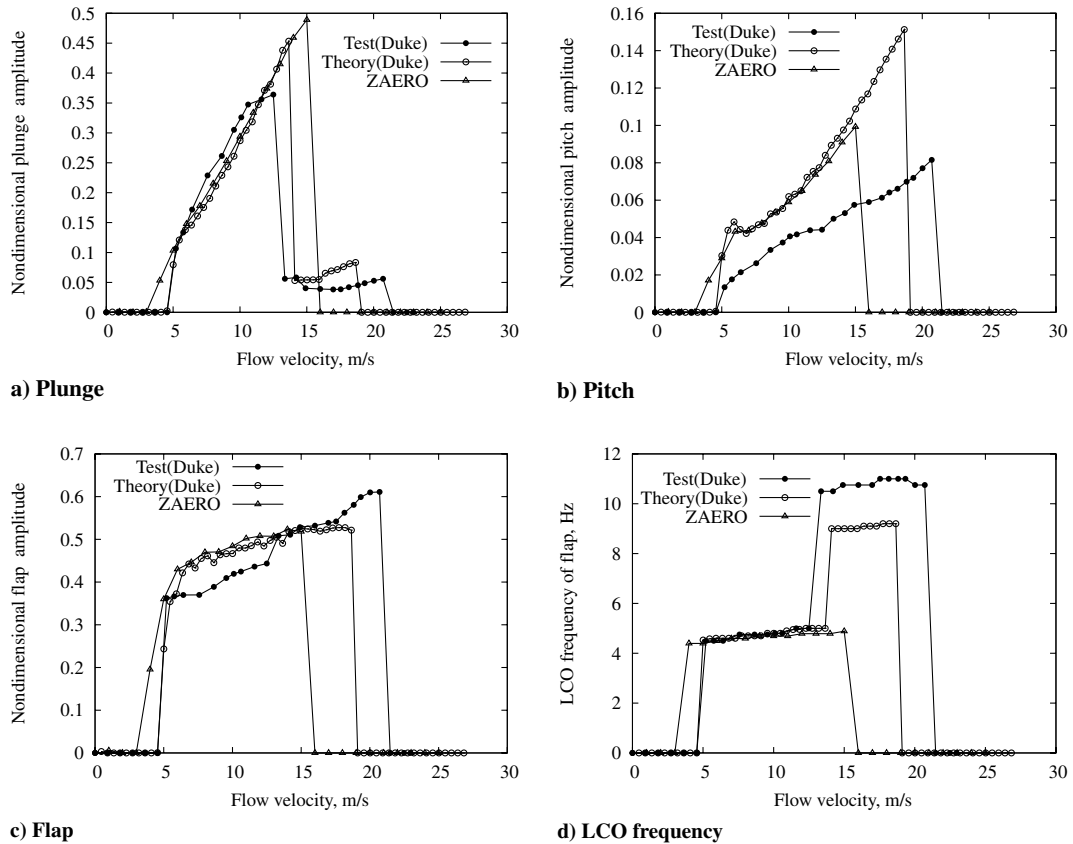 0.5
0.45
0.4
0.35
0.3
0.25
0.2
0.15
0.1
0.05
0
Nondimensional plunge amplitude
Test(Duke)
Theory(Duke)
ZAERO
0 5 10 15 20 25 30
Flow velocity, m/s
a) Plunge
0.16
0.14
0.12
0.1
0.08
0.06
0.04
0.02
0
Nondimensional pitch amplitude
Test(Duke)
Theory(Duke)
ZAERO
0 5 10 15 20 25 30
Flow velocity, m/s
b) Pitch
0.7
0.6
0.5
0.4
0.3
0.2
0.1
0
Nondimensional flap amplitude
Test(Duke)
Theory(Duke)
ZAERO
0 5 10 15 20 25 30
Flow velocity, m/s
c) Flap
12
10
8
6
4
2
0
LCO frequency of flap, Hz
Test(Duke)
Theory(Duke)
ZAERO
0 5 10 15 20 25 30
Flow velocity, m/s
d) LCO frequency